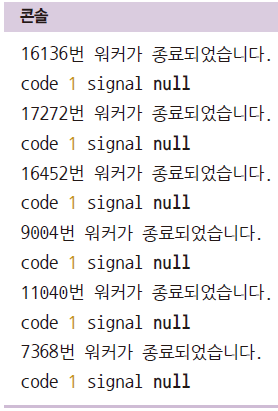 콘솔
16136번 워커가 종료되었습니다.
code 1 signal null
17272번 워커가 종료되었습니다.
code 1 signal null
16452번 워커가 종료되었습니다.
code 1 signal null
9004번 워커가 종료되었습니다.
code 1 signal null
11040번 워커가 종료되었습니다.
code 1 signal null
7368번 워커가 종료되었습니다.
code 1 signal null